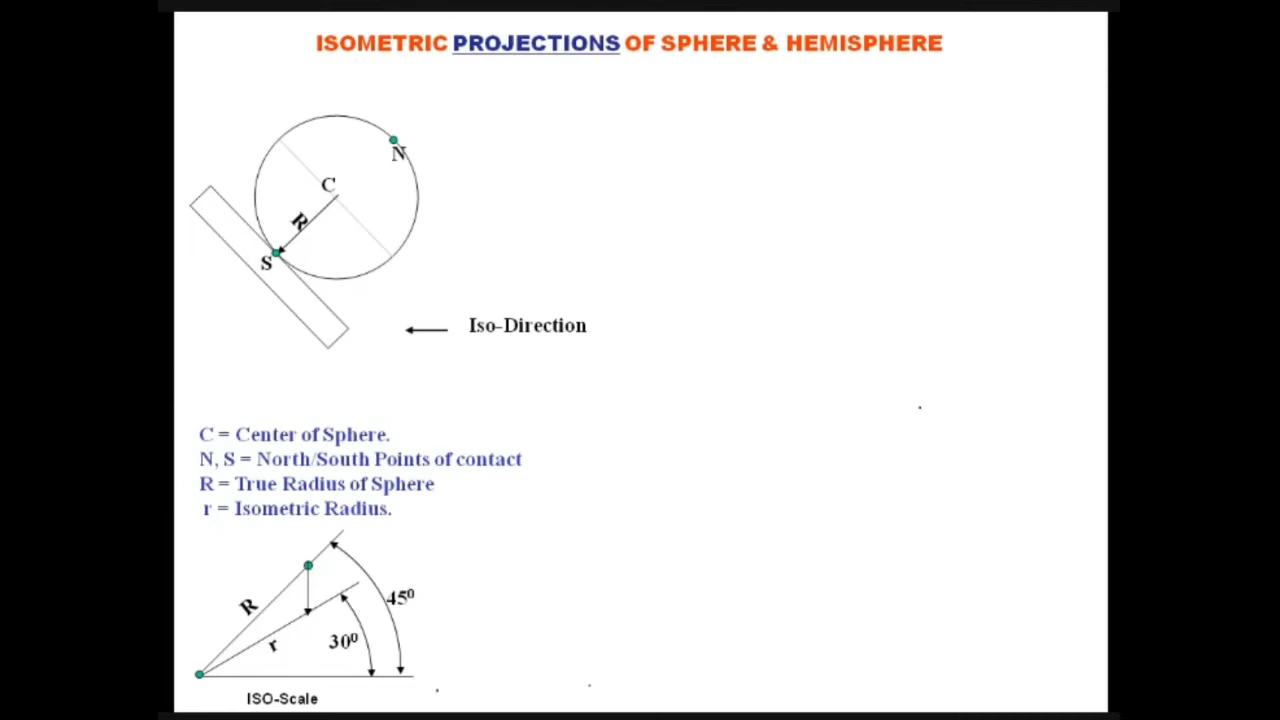 ISOMETRIC PROJECTIONS OF SPHERE & HEMISPHERE
N
C
R
S
Iso-Direction
C = Center of Sphere.
N, S = North/South Points of contact
R = True Radius of Sphere
r = Isometric Radius.
45⁰
R
30⁰
r
ISO-Scale